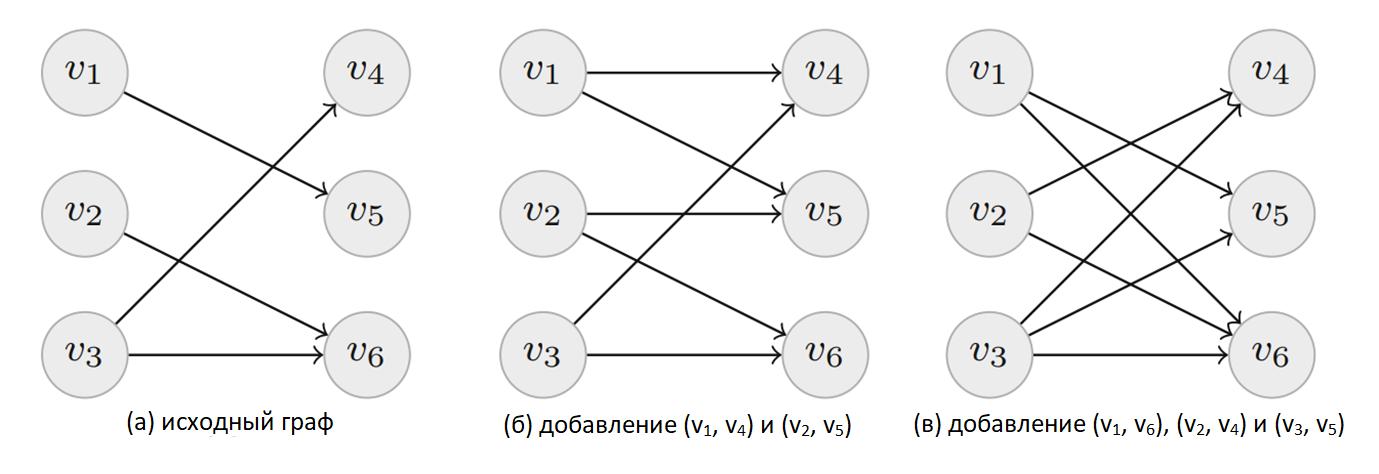 v1 v4 v1 v4 v1 v4
v2 v5 v2 v5 v2 v5
v3 v6 v3 v6 v3 v6
(а) исходный граф (б) добавление (v1, v4) и (v2, v5) (в) добавление (v1, v6), (v2, v4) и (v3, v5)